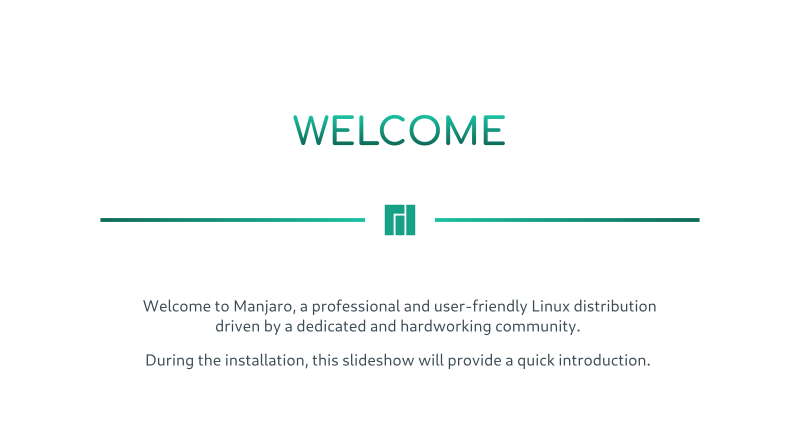 WELCOME
Welcome to Manjaro, a professional and user-friendly Linux distribution
driven by a dedicated and hardworking community.
During the installation, this slideshow will provide a quick introduction.